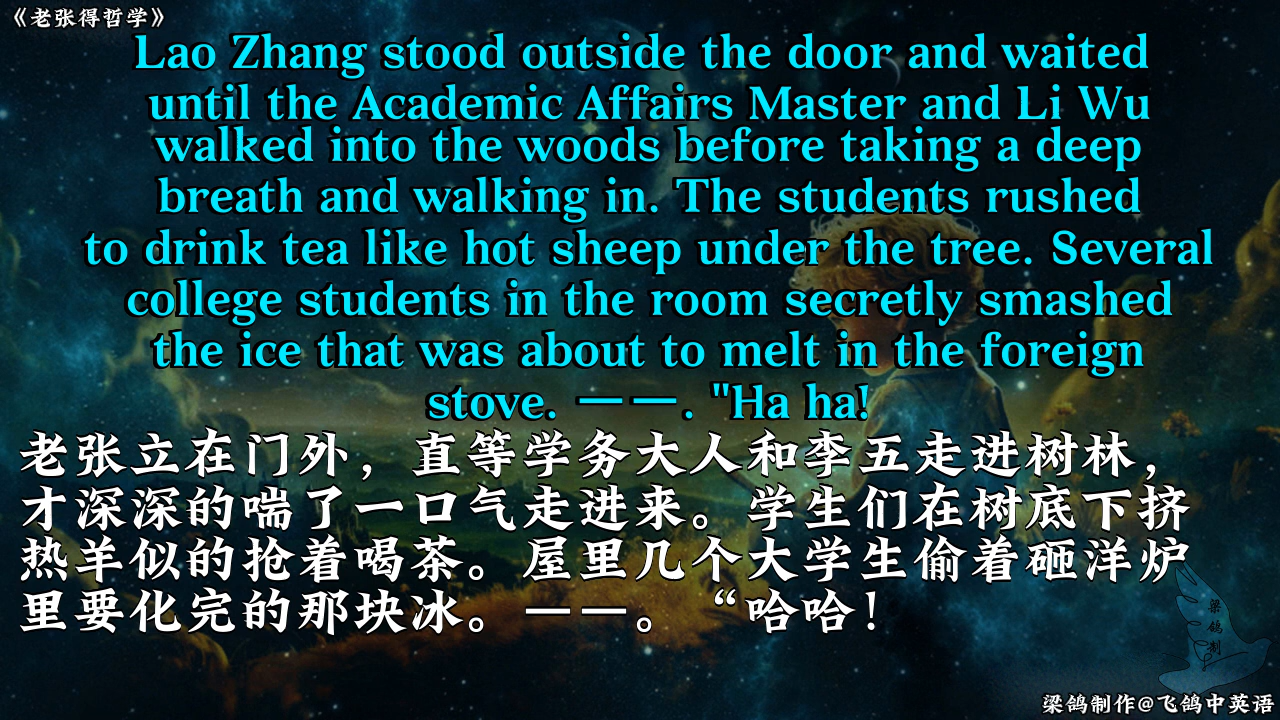 《老张得哲学》
Lao Zhang stood outside the door and waited
until the Academic Affairs Master and Li Wu
walked into the woods before taking a deep
breath and walking in. The students rushed
to drink tea like hot sheep under the tree. Several
college students in the room secretly smashed
the ice that was about to melt in the foreign
stove. ——. "Ha ha!
老张立在门外，直等学务大人和李五走进树林，
才深深的喘了一口气走进来。学生们在树底下挤
热羊似的抢着喝茶。屋里几个大学生偷着砸洋炉
里要化完的那块冰。——。“哈哈！
梁鸽制
梁鸽制作@飞鸽中英语